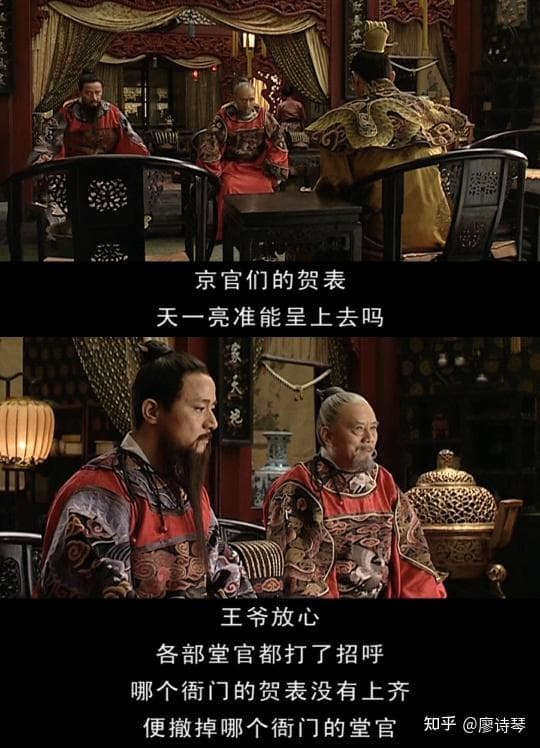 京官们的贺表
天一亮准能呈上去吗
王爷放心
各部堂官都打了招呼
哪个衙门的贺表没有上齐
便撤掉哪个衙门的堂官
知乎 @廖诗琴